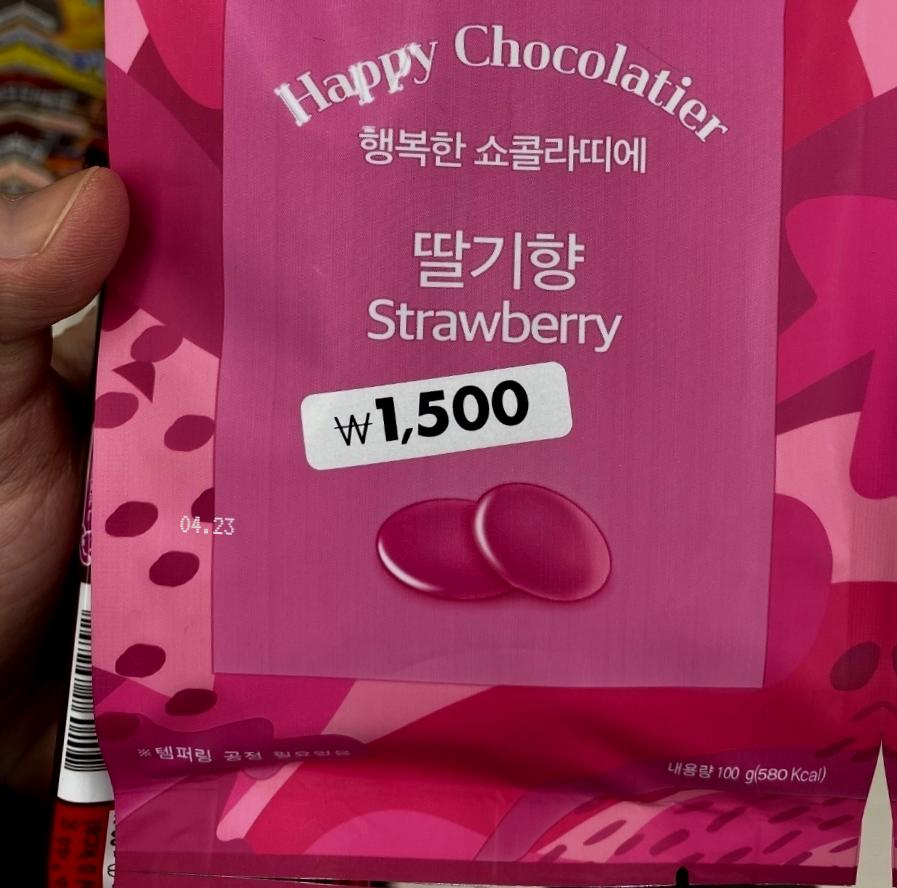 Happy Chocolatier
행복한 쇼콜라띠에
딸기향
Strawberry
₩1,500
04.23
※템퍼링 공정 필요없음
내용량 100 g(580 Kcal)